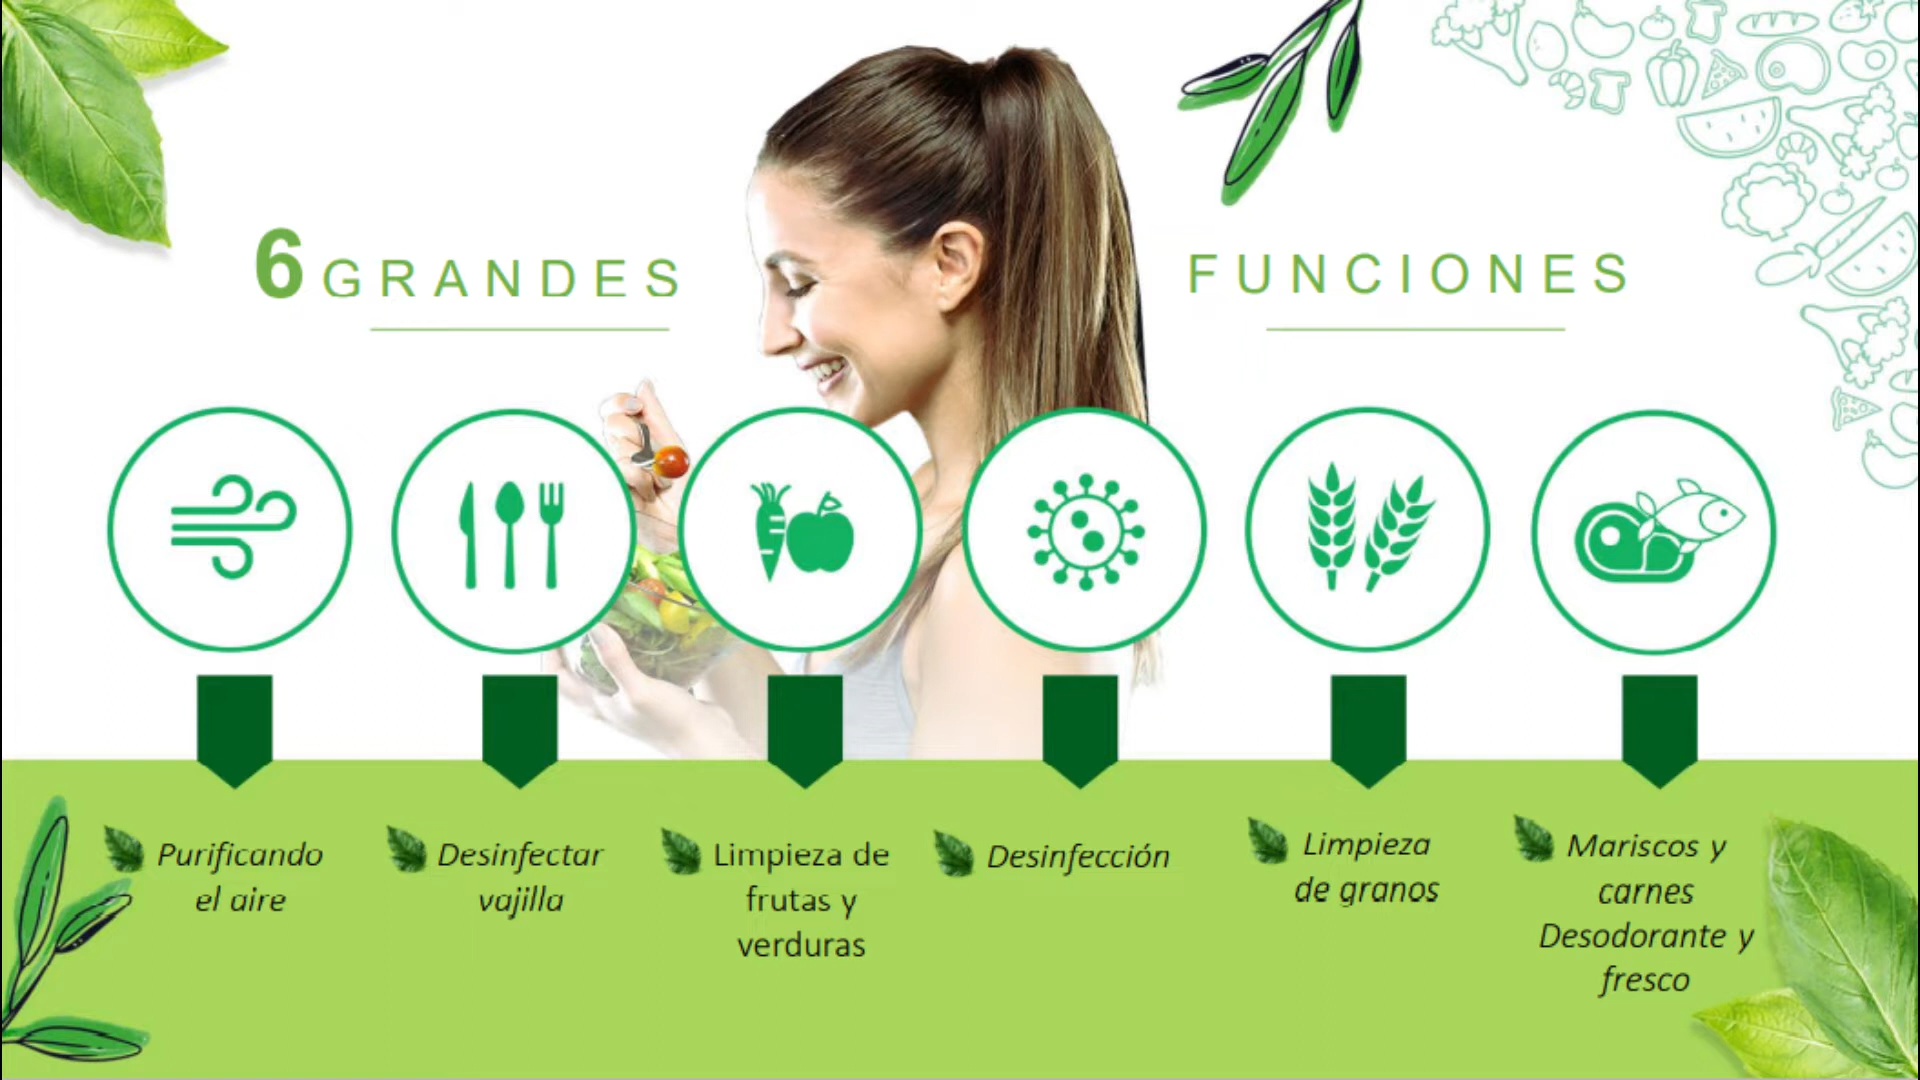 6 GRANDES
FUNCIONES
Purificando
el aire
Desinfectar
vajilla
Limpieza de
frutas y
verduras
Desinfección
Limpieza
de granos
Mariscos y
carnes
Desodorante y
fresco